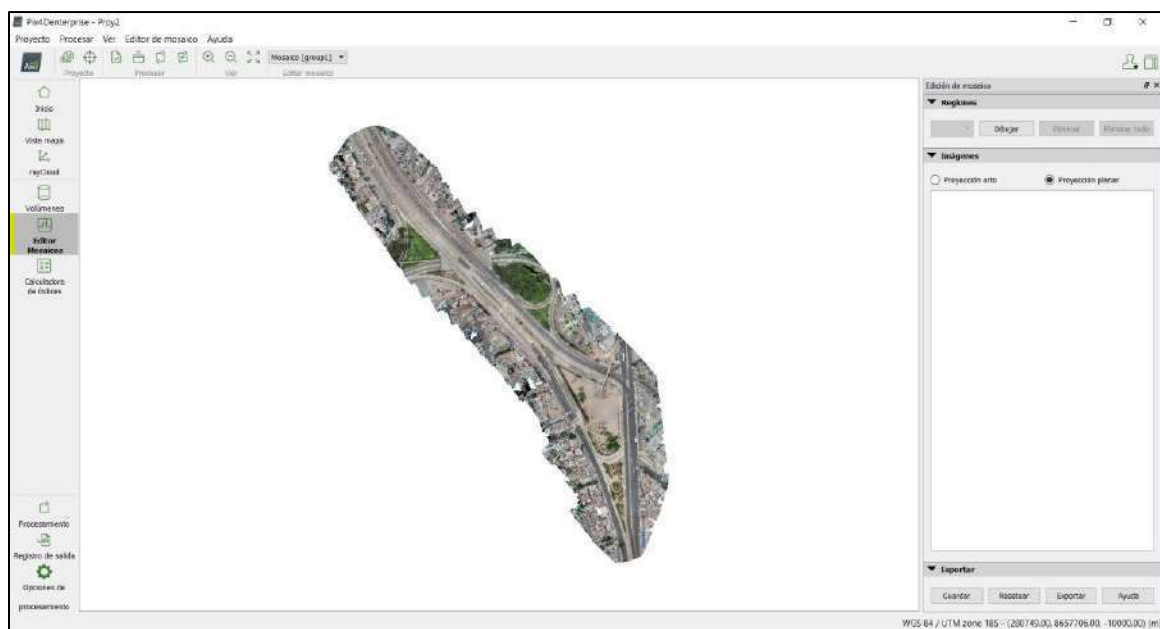 Pix4Denterprise - Proy2
Proyecto Procesar Ver Editor de mosaico Ayuda
Mosaico [group1]
Proyecto Procesar Ver Editor mosaico
Inicio
Vista mapa
rayCloud
Volúmenes
Editor
Mosaicos
Calculadora
de índices
Procesamiento
Registro de salida
Opciones de
procesamiento
Edición de mosaico
Regiones
Dibujar Eliminar Eliminar todo
Imágenes
Proyección orto Proyección planar
Exportar
Guardar Resetear Exportar Ayuda
WGS 84 / UTM zone 18S - (280749.00, 8657706.00, -10000.00) [m]